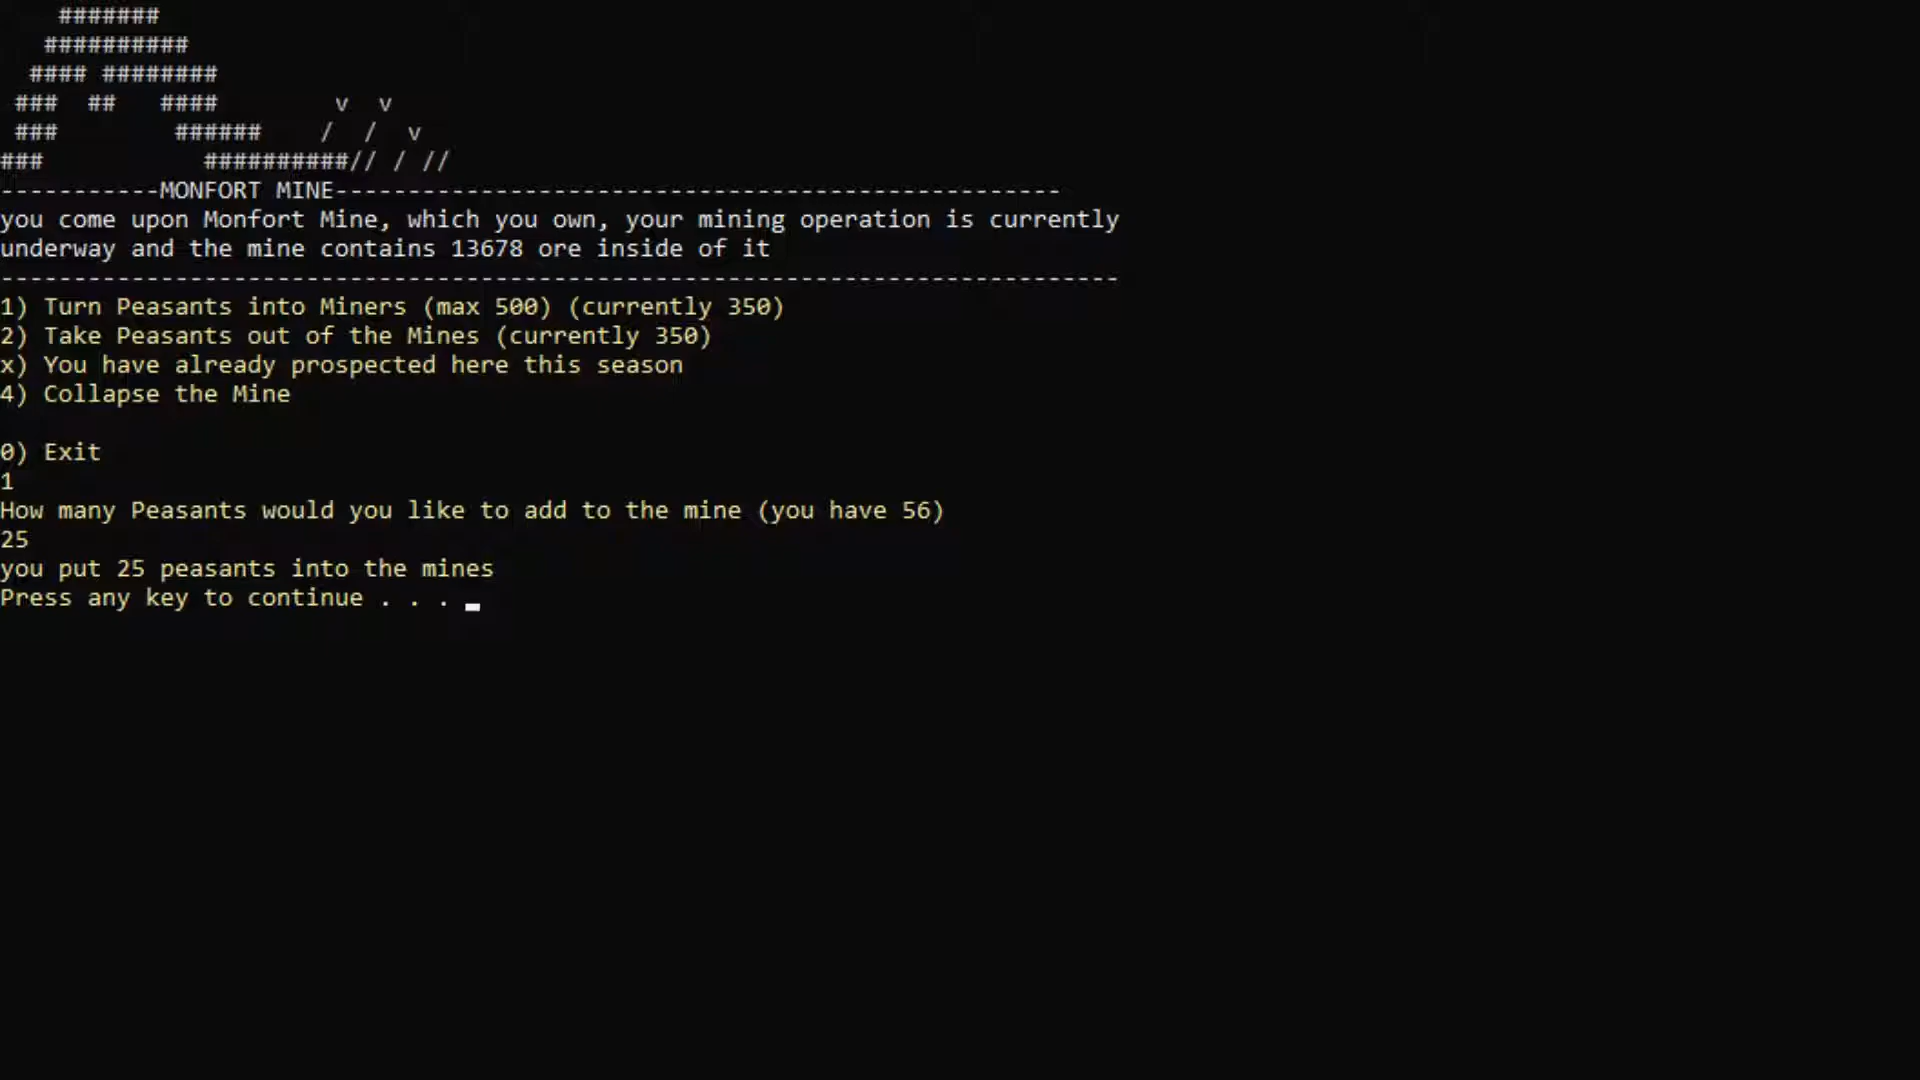 #######
   ##########
  #### ########
 ###  ##   ####        v  v
 ###        ######    /  /  v
###           ##########// / //
-----------MONFORT MINE--------------------------------------------------
you come upon Monfort Mine, which you own, your mining operation is currently
underway and the mine contains 13678 ore inside of it
-----------------------------------------------------------------------------
1) Turn Peasants into Miners (max 500) (currently 350)
2) Take Peasants out of the Mines (currently 350)
x) You have already prospected here this season
4) Collapse the Mine
0) Exit
1
How many Peasants would you like to add to the mine (you have 56)
25
you put 25 peasants into the mines
Press any key to continue . . .